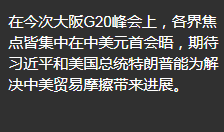 在今次大阪G20峰会上，各界焦
点皆集中在中美元首会晤，期待
习近平和美国总统特朗普能为解
决中美贸易摩擦带来进展。